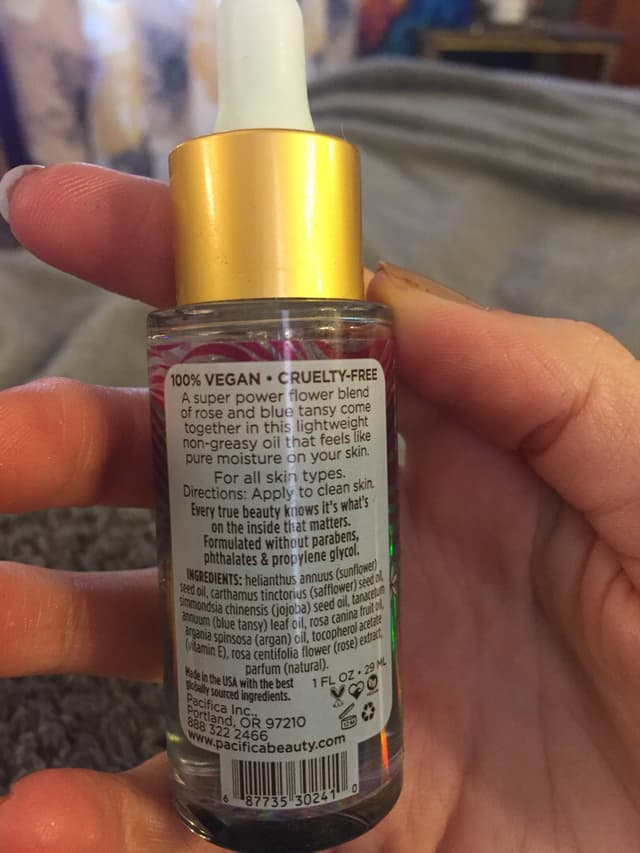 100% VEGAN • CRUELTY-FREE
A super power flower blend
of rose and blue tansy come
together in this lightweight
non-greasy oil that feels like
pure moisture on your skin.
For all skin types.
Directions: Apply to clean skin.
Every true beauty knows it's what's
on the inside that matters.
Formulated without parabens,
phthalates & propylene glycol.
INGREDIENTS: helianthus annuus (sunflower)
seed oil, carthamus tinctorius (safflower) seed oil,
simmondsia chinensis (jojoba) seed oil, tanacetum
annuum (blue tansy) leaf oil, rosa canina fruit oil,
argania spinsosa (argan) oil, tocopherol acetate
(vitamin E), rosa centifolia flower (rose) extract,
parfum (natural).
Made in the USA with the best
globally sourced ingredients.
1 FL OZ • 29 ML
Pacifica Inc.,
Portland, OR 97210
888 322 2466
www.pacificabeauty.com
12M
6 87735 30241 0